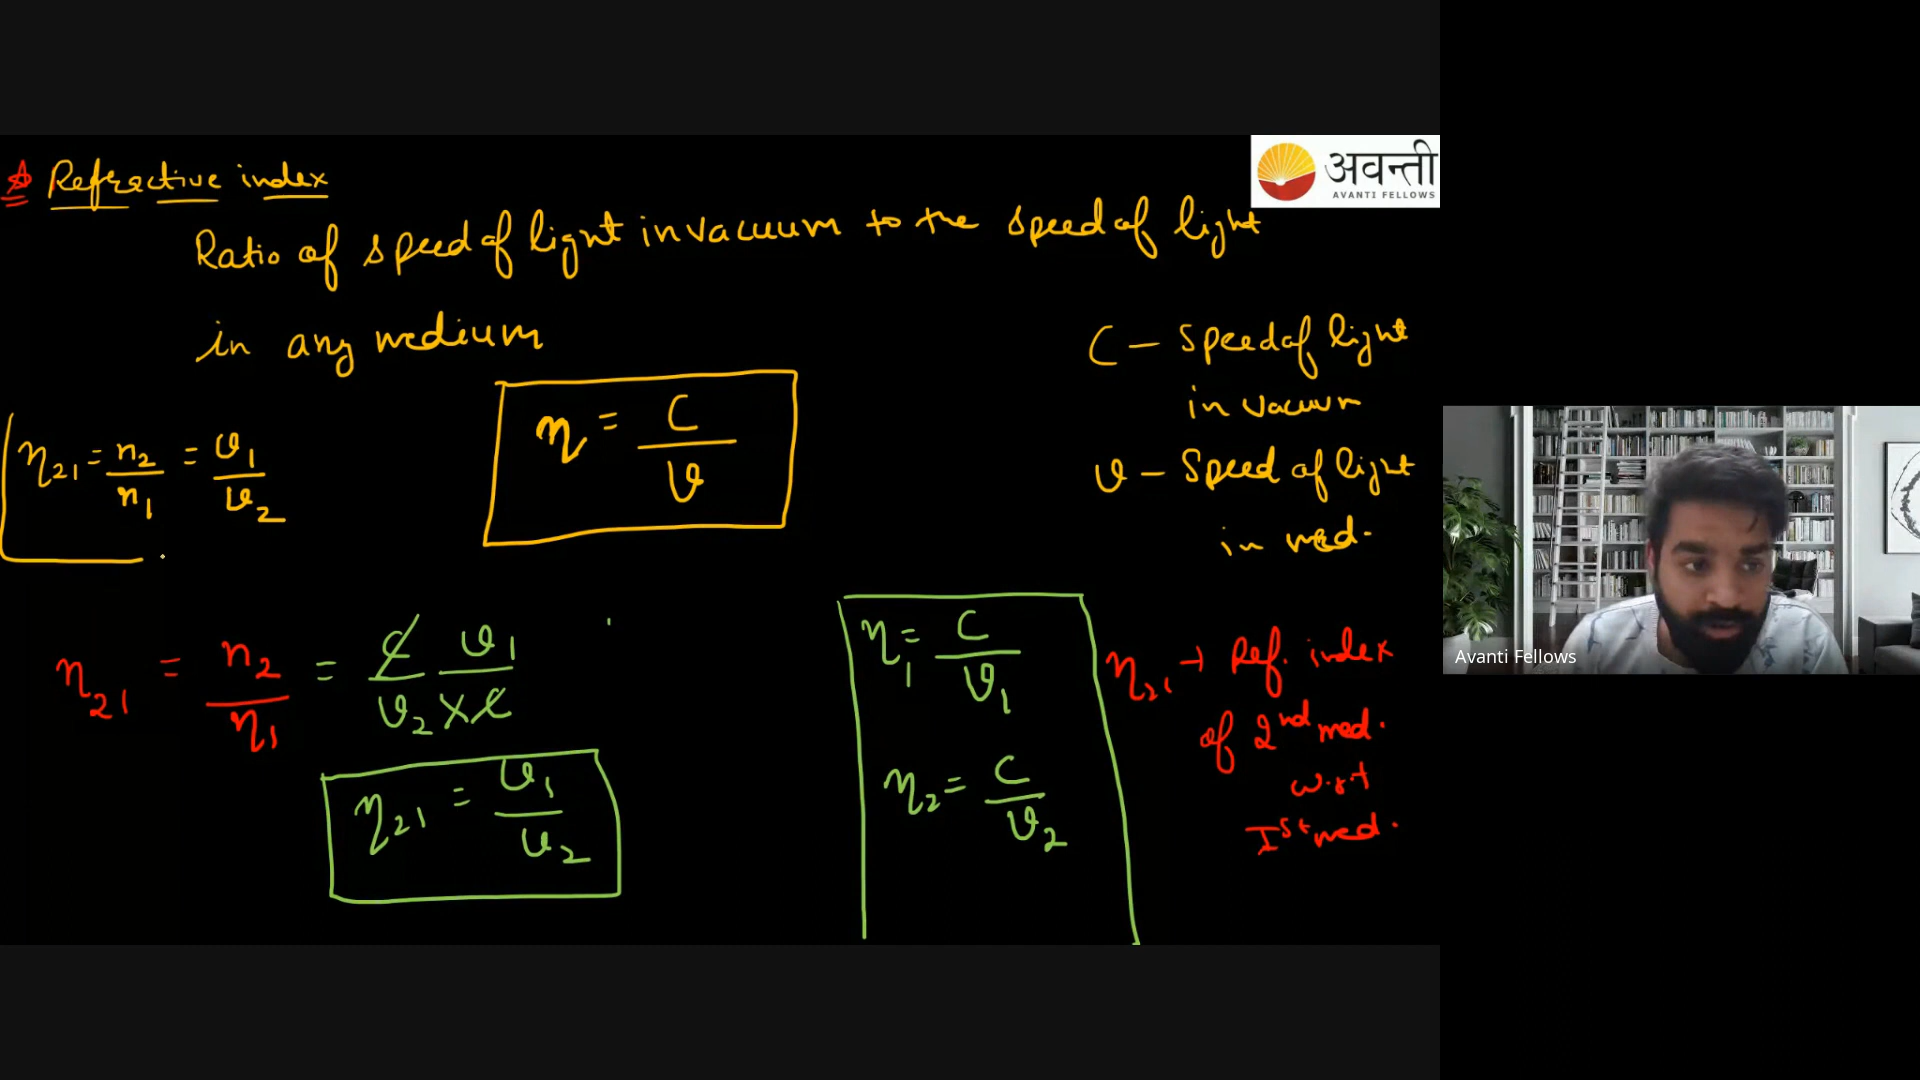 Refractive index
Ratio of speed of light in vacuum to the speed of light
in any medium
η = C / v
C – Speed of light
in vacuum
v – Speed of light
in med.
η21 = n2 / n1 = v1 / v2
η21 = n2 / η1 = c / v2 × v1 / c
η21 = v1 / v2
η1 = C / v1
η2 = C / v2
η21 → Ref. index
of 2nd med.
w.r.t
Ist med.
अवन्ती
AVANTI FELLOWS
Avanti Fellows